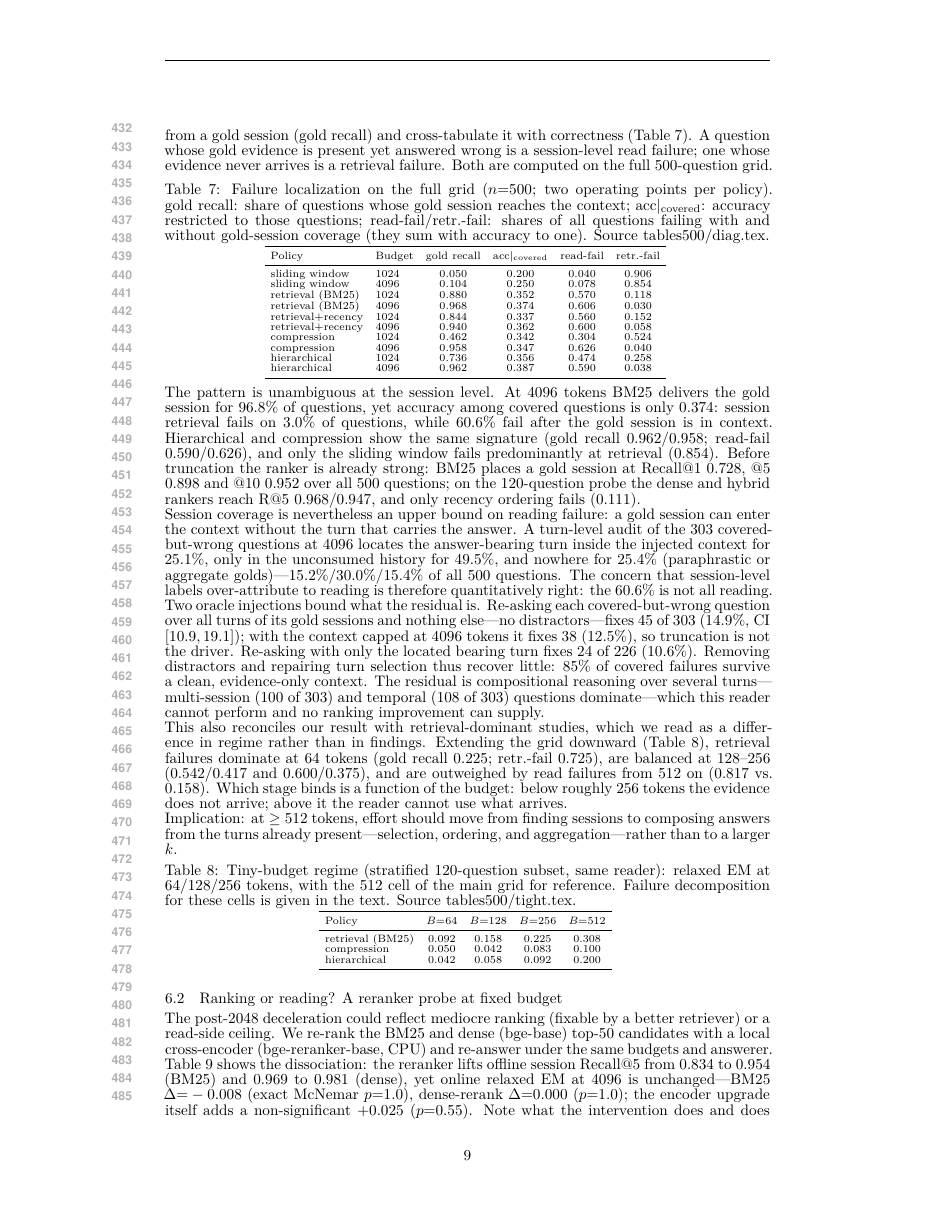 432
433
434
435
436
437
438
439
440
441
442
443
444
445
446
447
448
449
450
451
452
453
454
455
456
457
458
459
460
461
462
463
464
465
466
467
468
469
470
471
472
473
474
475
476
477
478
479
480
481
482
483
484
485
from a gold session (gold recall) and cross-tabulate it with correctness (Table 7). A question
whose gold evidence is present yet answered wrong is a session-level read failure; one whose
evidence never arrives is a retrieval failure. Both are computed on the full 500-question grid.
Table 7: Failure localization on the full grid (n=500; two operating points per policy).
gold recall: share of questions whose gold session reaches the context; acc|covered: accuracy
restricted to those questions; read-fail/retr.-fail: shares of all questions failing with and
without gold-session coverage (they sum with accuracy to one). Source tables500/diag.tex.
Policy Budget gold recall acc|covered read-fail retr.-fail
sliding window 1024 0.050 0.200 0.040 0.906
sliding window 4096 0.104 0.250 0.078 0.854
retrieval (BM25) 1024 0.880 0.352 0.570 0.118
retrieval (BM25) 4096 0.968 0.374 0.606 0.030
retrieval+recency 1024 0.844 0.337 0.560 0.152
retrieval+recency 4096 0.940 0.362 0.600 0.058
compression 1024 0.462 0.342 0.304 0.524
compression 4096 0.958 0.347 0.626 0.040
hierarchical 1024 0.736 0.356 0.474 0.258
hierarchical 4096 0.962 0.387 0.590 0.038
The pattern is unambiguous at the session level. At 4096 tokens BM25 delivers the gold
session for 96.8% of questions, yet accuracy among covered questions is only 0.374: session
retrieval fails on 3.0% of questions, while 60.6% fail after the gold session is in context.
Hierarchical and compression show the same signature (gold recall 0.962/0.958; read-fail
0.590/0.626), and only the sliding window fails predominantly at retrieval (0.854). Before
truncation the ranker is already strong: BM25 places a gold session at Recall@1 0.728, @5
0.898 and @10 0.952 over all 500 questions; on the 120-question probe the dense and hybrid
rankers reach R@5 0.968/0.947, and only recency ordering fails (0.111).
Session coverage is nevertheless an upper bound on reading failure: a gold session can enter
the context without the turn that carries the answer. A turn-level audit of the 303 covered-
but-wrong questions at 4096 locates the answer-bearing turn inside the injected context for
25.1%, only in the unconsumed history for 49.5%, and nowhere for 25.4% (paraphrastic or
aggregate golds)—15.2%/30.0%/15.4% of all 500 questions. The concern that session-level
labels over-attribute to reading is therefore quantitatively right: the 60.6% is not all reading.
Two oracle injections bound what the residual is. Re-asking each covered-but-wrong question
over all turns of its gold sessions and nothing else—no distractors—fixes 45 of 303 (14.9%, CI
[10.9, 19.1]); with the context capped at 4096 tokens it fixes 38 (12.5%), so truncation is not
the driver. Re-asking with only the located bearing turn fixes 24 of 226 (10.6%). Removing
distractors and repairing turn selection thus recover little: 85% of covered failures survive
a clean, evidence-only context. The residual is compositional reasoning over several turns—
multi-session (100 of 303) and temporal (108 of 303) questions dominate—which this reader
cannot perform and no ranking improvement can supply.
This also reconciles our result with retrieval-dominant studies, which we read as a differ-
ence in regime rather than in findings. Extending the grid downward (Table 8), retrieval
failures dominate at 64 tokens (gold recall 0.225; retr.-fail 0.725), are balanced at 128–256
(0.542/0.417 and 0.600/0.375), and are outweighed by read failures from 512 on (0.817 vs.
0.158). Which stage binds is a function of the budget: below roughly 256 tokens the evidence
does not arrive; above it the reader cannot use what arrives.
Implication: at ≥ 512 tokens, effort should move from finding sessions to composing answers
from the turns already present—selection, ordering, and aggregation—rather than to a larger
k.
Table 8: Tiny-budget regime (stratified 120-question subset, same reader): relaxed EM at
64/128/256 tokens, with the 512 cell of the main grid for reference. Failure decomposition
for these cells is given in the text. Source tables500/tight.tex.
Policy B=64 B=128 B=256 B=512
retrieval (BM25) 0.092 0.158 0.225 0.308
compression 0.050 0.042 0.083 0.100
hierarchical 0.042 0.058 0.092 0.200
6.2 Ranking or reading? A reranker probe at fixed budget
The post-2048 deceleration could reflect mediocre ranking (fixable by a better retriever) or a
read-side ceiling. We re-rank the BM25 and dense (bge-base) top-50 candidates with a local
cross-encoder (bge-reranker-base, CPU) and re-answer under the same budgets and answerer.
Table 9 shows the dissociation: the reranker lifts offline session Recall@5 from 0.834 to 0.954
(BM25) and 0.969 to 0.981 (dense), yet online relaxed EM at 4096 is unchanged—BM25
Δ= − 0.008 (exact McNemar p=1.0), dense-rerank Δ=0.000 (p=1.0); the encoder upgrade
itself adds a non-significant +0.025 (p=0.55). Note what the intervention does and does
9